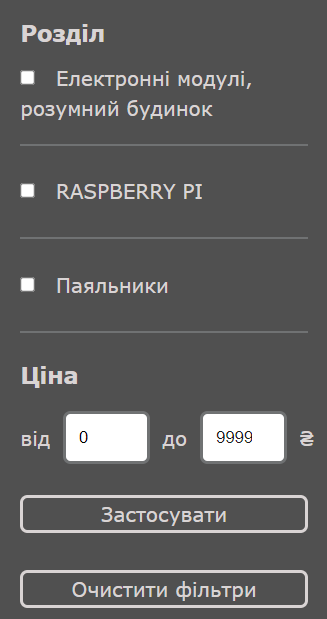 Розділ
Електронні модулі,
розумний будинок
RASPBERRY PI
Паяльники
Ціна
від 0 до 9999 ₴
Застосувати
Очистити фільтри